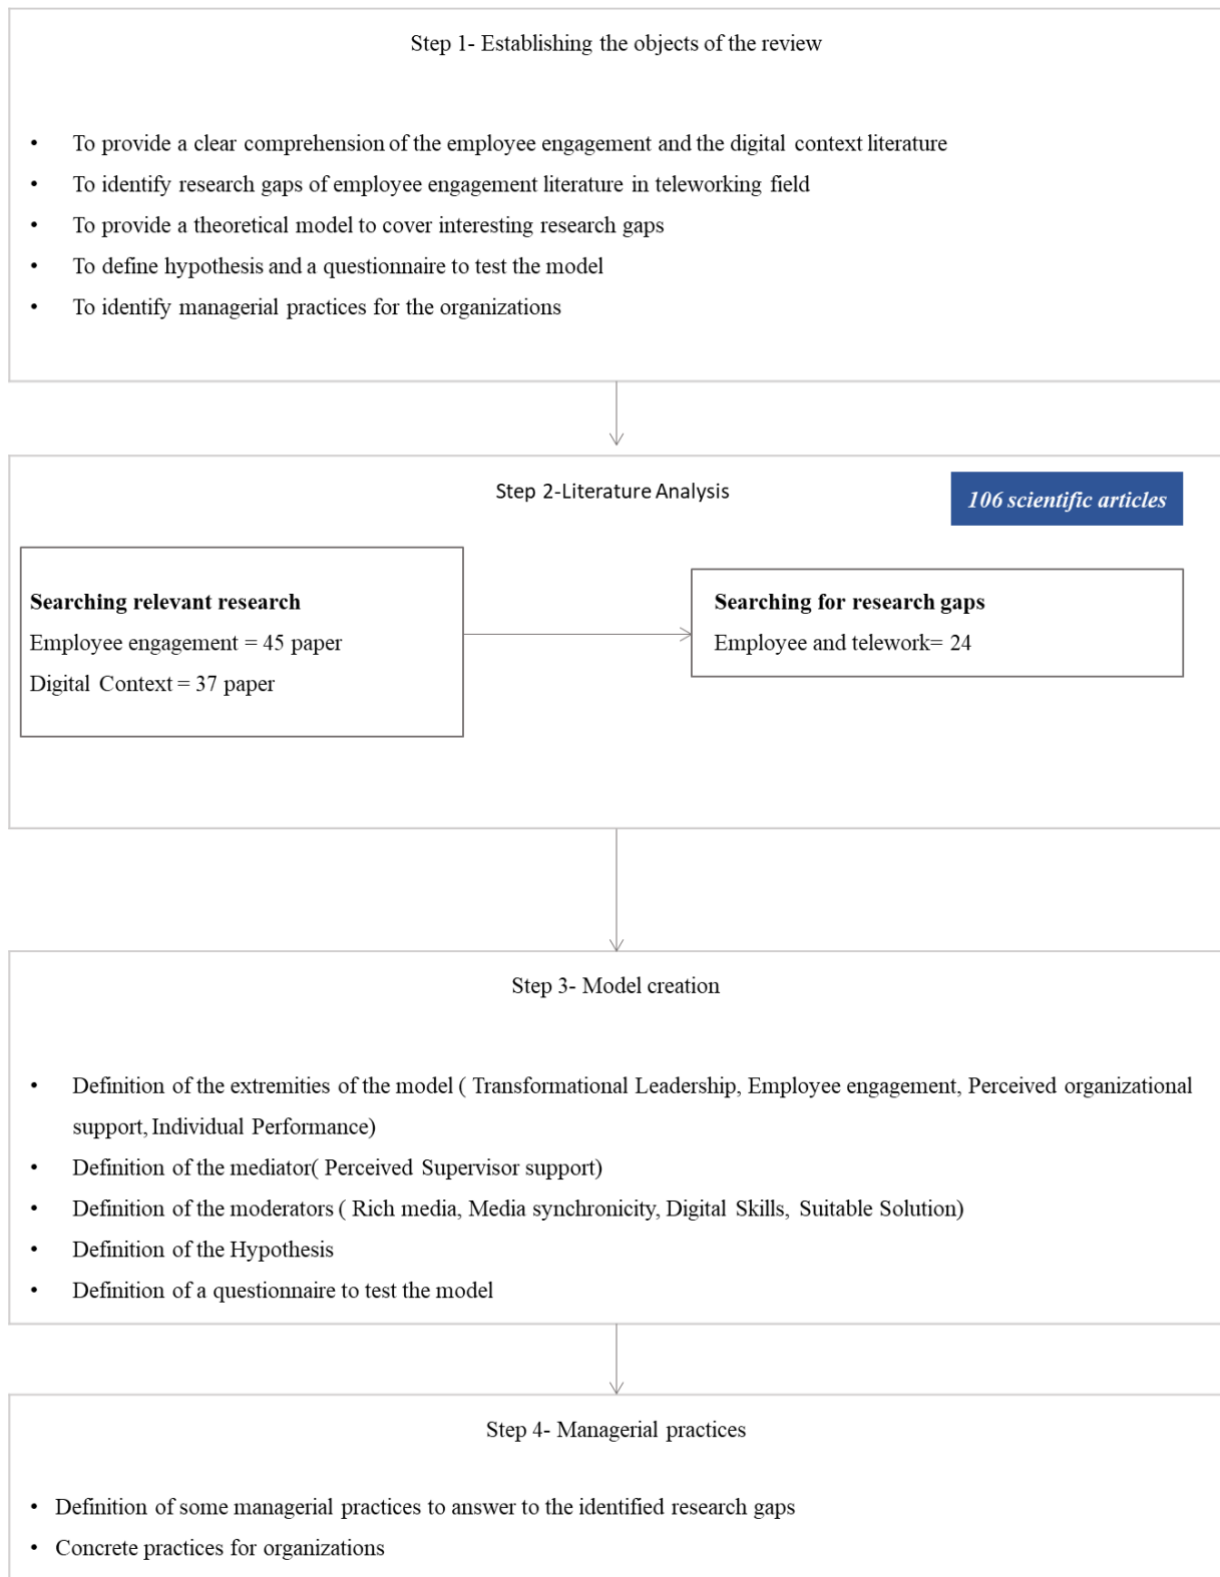 Step 1- Establishing the objects of the review
• To provide a clear comprehension of the employee engagement and the digital context literature
• To identify research gaps of employee engagement literature in teleworking field
• To provide a theoretical model to cover interesting research gaps
• To define hypothesis and a questionnaire to test the model
• To identify managerial practices for the organizations
Step 2-Literature Analysis
106 scientific articles
Searching relevant research
Employee engagement = 45 paper
Digital Context = 37 paper
Searching for research gaps
Employee and telework= 24
Step 3- Model creation
• Definition of the extremities of the model ( Transformational Leadership, Employee engagement, Perceived organizational
support, Individual Performance)
• Definition of the mediator( Perceived Supervisor support)
• Definition of the moderators ( Rich media, Media synchronicity, Digital Skills, Suitable Solution)
• Definition of the Hypothesis
• Definition of a questionnaire to test the model
Step 4- Managerial practices
• Definition of some managerial practices to answer to the identified research gaps
• Concrete practices for organizations